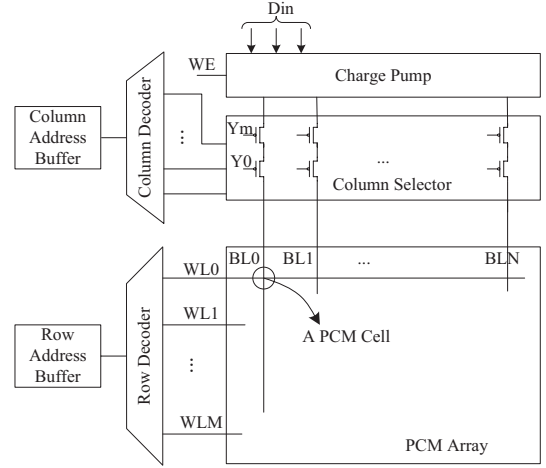 Din
WE
Charge Pump
Column
Address
Buffer
Column Decoder
...
Ym
Y0
...
Column Selector
BL0
BL1
...
BLN
WL0
WL1
A PCM Cell
Row
Address
Buffer
Row Decoder
...
WLM
PCM Array